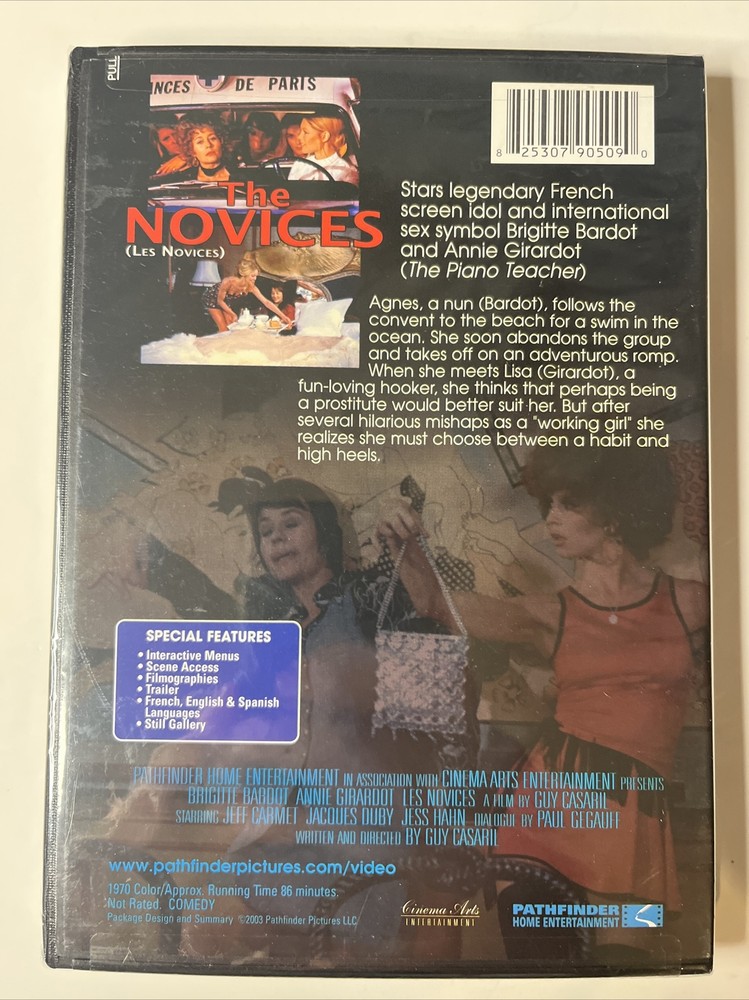 PULL
INCES DE PARIS
The
NOVICES
(LES NOVICES)
8 25307 90509 0
Stars legendary French
screen idol and international
sex symbol Brigitte Bardot
and Annie Girardot
(The Piano Teacher)
Agnes, a nun (Bardot), follows the
convent to the beach for a swim in the
ocean. She soon abandons the group
and takes off on an adventurous romp.
When she meets Lisa (Girardot), a
fun-loving hooker, she thinks that perhaps being
a prostitute would better suit her. But after
several hilarious mishaps as a "working girl" she
realizes she must choose between a habit and
high heels.
SPECIAL FEATURES
• Interactive Menus
• Scene Access
• Filmographies
• Trailer
• French, English & Spanish
Languages
• Still Gallery
PATHFINDER HOME ENTERTAINMENT IN ASSOCIATION WITH CINEMA ARTS ENTERTAINMENT PRESENTS
BRIGITTE BARDOT ANNIE GIRARDOT LES NOVICES A FILM BY GUY CASARIL
STARRING JEFF CARMET JACQUES DUBY JESS HAHN DIALOGUE BY PAUL GEGAUFF
WRITTEN AND DIRECTED BY GUY CASARIL
www.pathfinderpictures.com/video
1970 Color/Approx. Running Time 86 minutes.
Not Rated. COMEDY
Package Design and Summary ©2003 Pathfinder Pictures LLC
Cinema Arts
ENTERTAINMENT
PATHFINDER
HOME ENTERTAINMENT